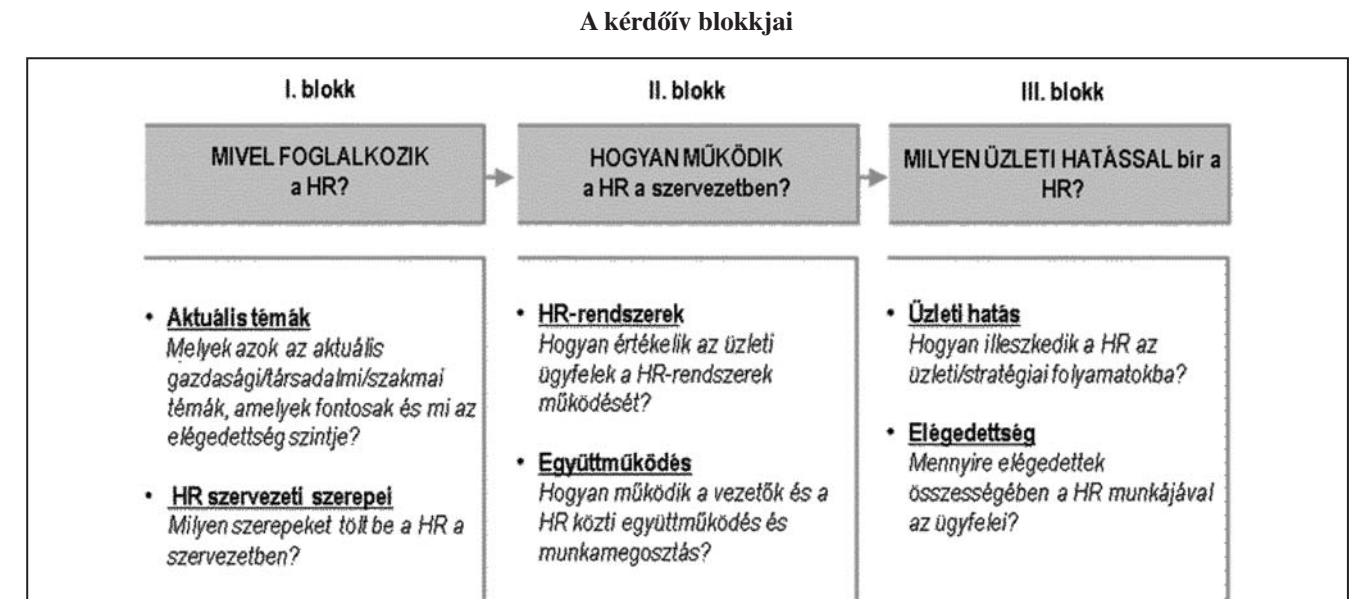 A kérdőív blokkjai
I. blokk
MIVEL FOGLALKOZIK
a HR?
• Aktuális témák
Melyek azok az aktuális
gazdasági/társadalmi/szakmai
témák, amelyek fontosak és mi az
elégedettség szintje?
• HR szervezeti szerepei
Milyen szerepeket tölt be a HR a
szervezetben?
II. blokk
HOGYAN MŰKÖDIK
a HR a szervezetben?
• HR-rendszerek
Hogyan értékelik az üzleti
ügyfelek a HR-rendszerek
működését?
• Együttműködés
Hogyan működik a vezetők és a
HR közti együttműködés és
munkamegosztás?
III. blokk
MILYEN ÜZLETI HATÁSSAL bír a
HR?
• Üzleti hatás
Hogyan illeszkedik a HR az
üzleti/stratégiai folyamatokba?
• Elégedettség
Mennyire elégedettek
összességében a HR munkájával
az ügyfelei?